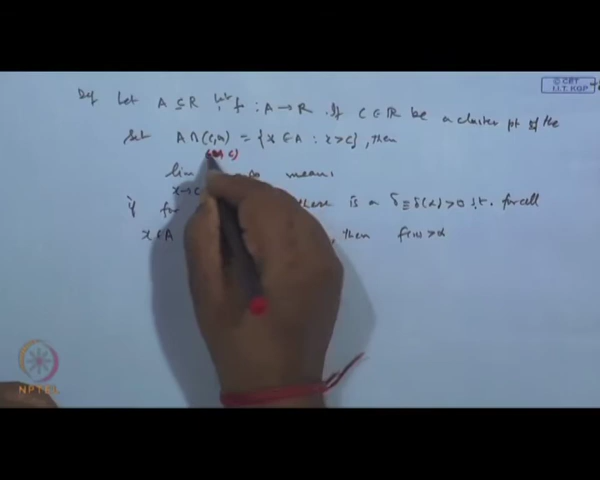 © CET
I.I.T. KGP
Def Let A ⊆ R let f : A → R. If C ∈ R be a cluster pt of the
set A ∩ (c,∞) = {x ∈ A : x > c}, then
c)
lim means
x→c
if for there is a δ ≡ δ(α) > 0 s.t. for all
x ∈ A , then f(x) > α
NPTEL